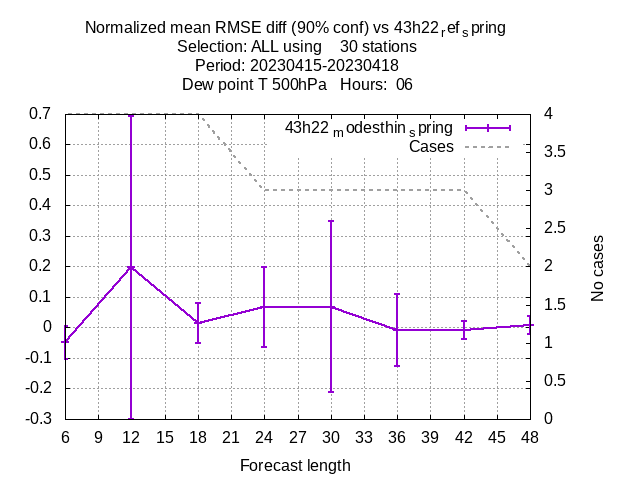 Normalized mean RMSE diff (90% conf) vs 43h22ref spring
Selection: ALL using 30 stations
Period: 20230415-20230418
Dew point T 500hPa Hours: 06
43h22modesthinspring
Cases
0.7
0.6
0.5
0.4
0.3
0.2
0.1
0
-0.1
-0.2
-0.3
4
3.5
3
2.5
2
1.5
1
0.5
0
No cases
6 9 12 15 18 21 24 27 30 33 36 39 42 45 48
Forecast length